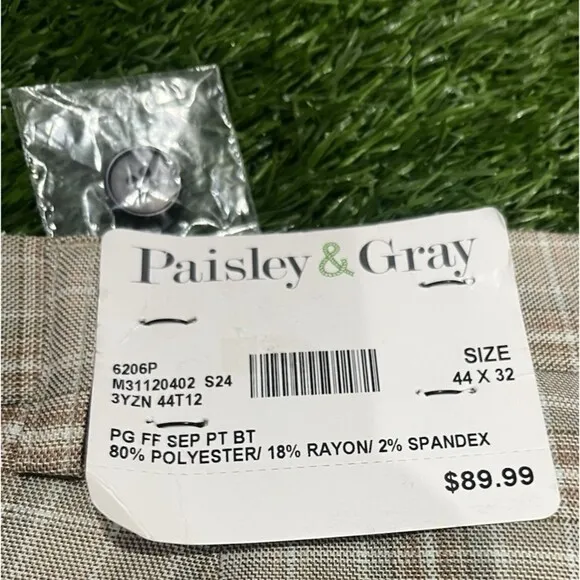 Paisley & Gray
6206P
M31120402 S24
3YZN 44T12
SIZE
44 X 32
PG FF SEP PT BT
80% POLYESTER/ 18% RAYON/ 2% SPANDEX
$89.99